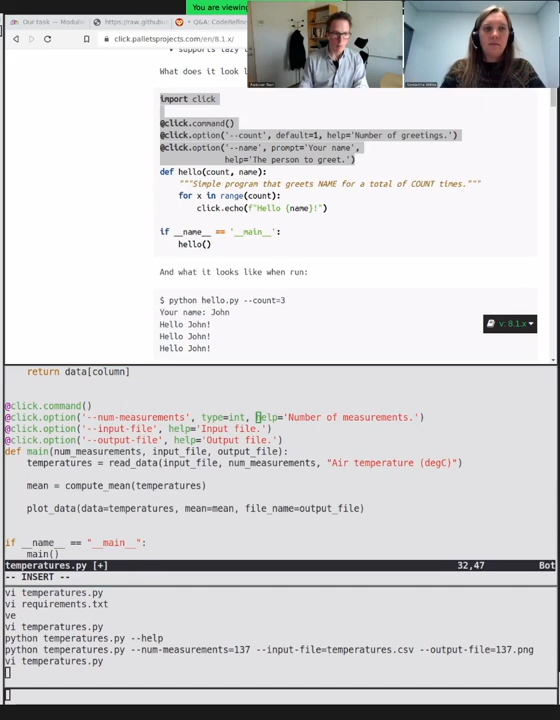 You are viewing
Our task — Module
https://raw.github
Q&A: CodeRefin
click.palletsprojects.com/en/8.1.x/
What does it look l
import click
@click.command()
@click.option('--count', default=1, help='Number of greetings.')
@click.option('--name', prompt='Your name',
help='The person to greet.')
def hello(count, name):
"""Simple program that greets NAME for a total of COUNT times."""
for x in range(count):
click.echo(f"Hello {name}!")
if __name__ == '__main__':
hello()
And what it looks like when run:
$ python hello.py --count=3
Your name: John
Hello John!
Hello John!
Hello John!
v: 8.1.x
return data[column]
@click.command()
@click.option('--num-measurements', type=int, help='Number of measurements.')
@click.option('--input-file', help='Input file.')
@click.option('--output-file', help='Output file.')
def main(num_measurements, input_file, output_file):
temperatures = read_data(input_file, num_measurements, "Air temperature (degC)")
mean = compute_mean(temperatures)
plot_data(data=temperatures, mean=mean, file_name=output_file)
if __name__ == "__main__":
main()
temperatures.py [+] 32,47 Bot
-- INSERT --
vi temperatures.py
vi requirements.txt
ve
vi temperatures.py
python temperatures.py --help
python temperatures.py --num-measurements=137 --input-file=temperatures.csv --output-file=137.png
vi temperatures.py